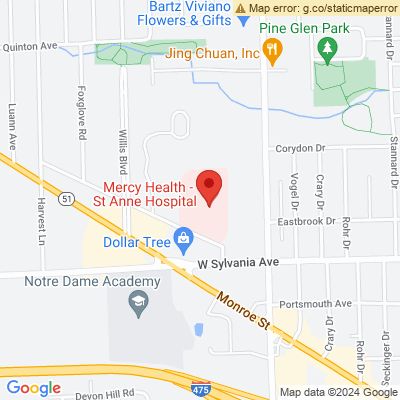 Map error: g.co/staticmaperror
Bartz Viviano
Flowers & Gifts
Pine Glen Park
Quinton Ave
Jing Chuan, Inc
Stannard Dr
Luann Ave
Foxglove Rd
Willis Blvd
Corydon Dr
Stannard Dr
Mercy Health -
St Anne Hospital
51
Vogel Dr
Crary Dr
Harvest Ln
Eastbrook Dr
Rohr Dr
Dollar Tree
W Sylvania Ave
Notre Dame Academy
Monroe St
Portsmouth Ave
Crary Dr
Rohr Dr
Seckinger Dr
475
Google
Devon Hill Rd
Map data ©2024 Google